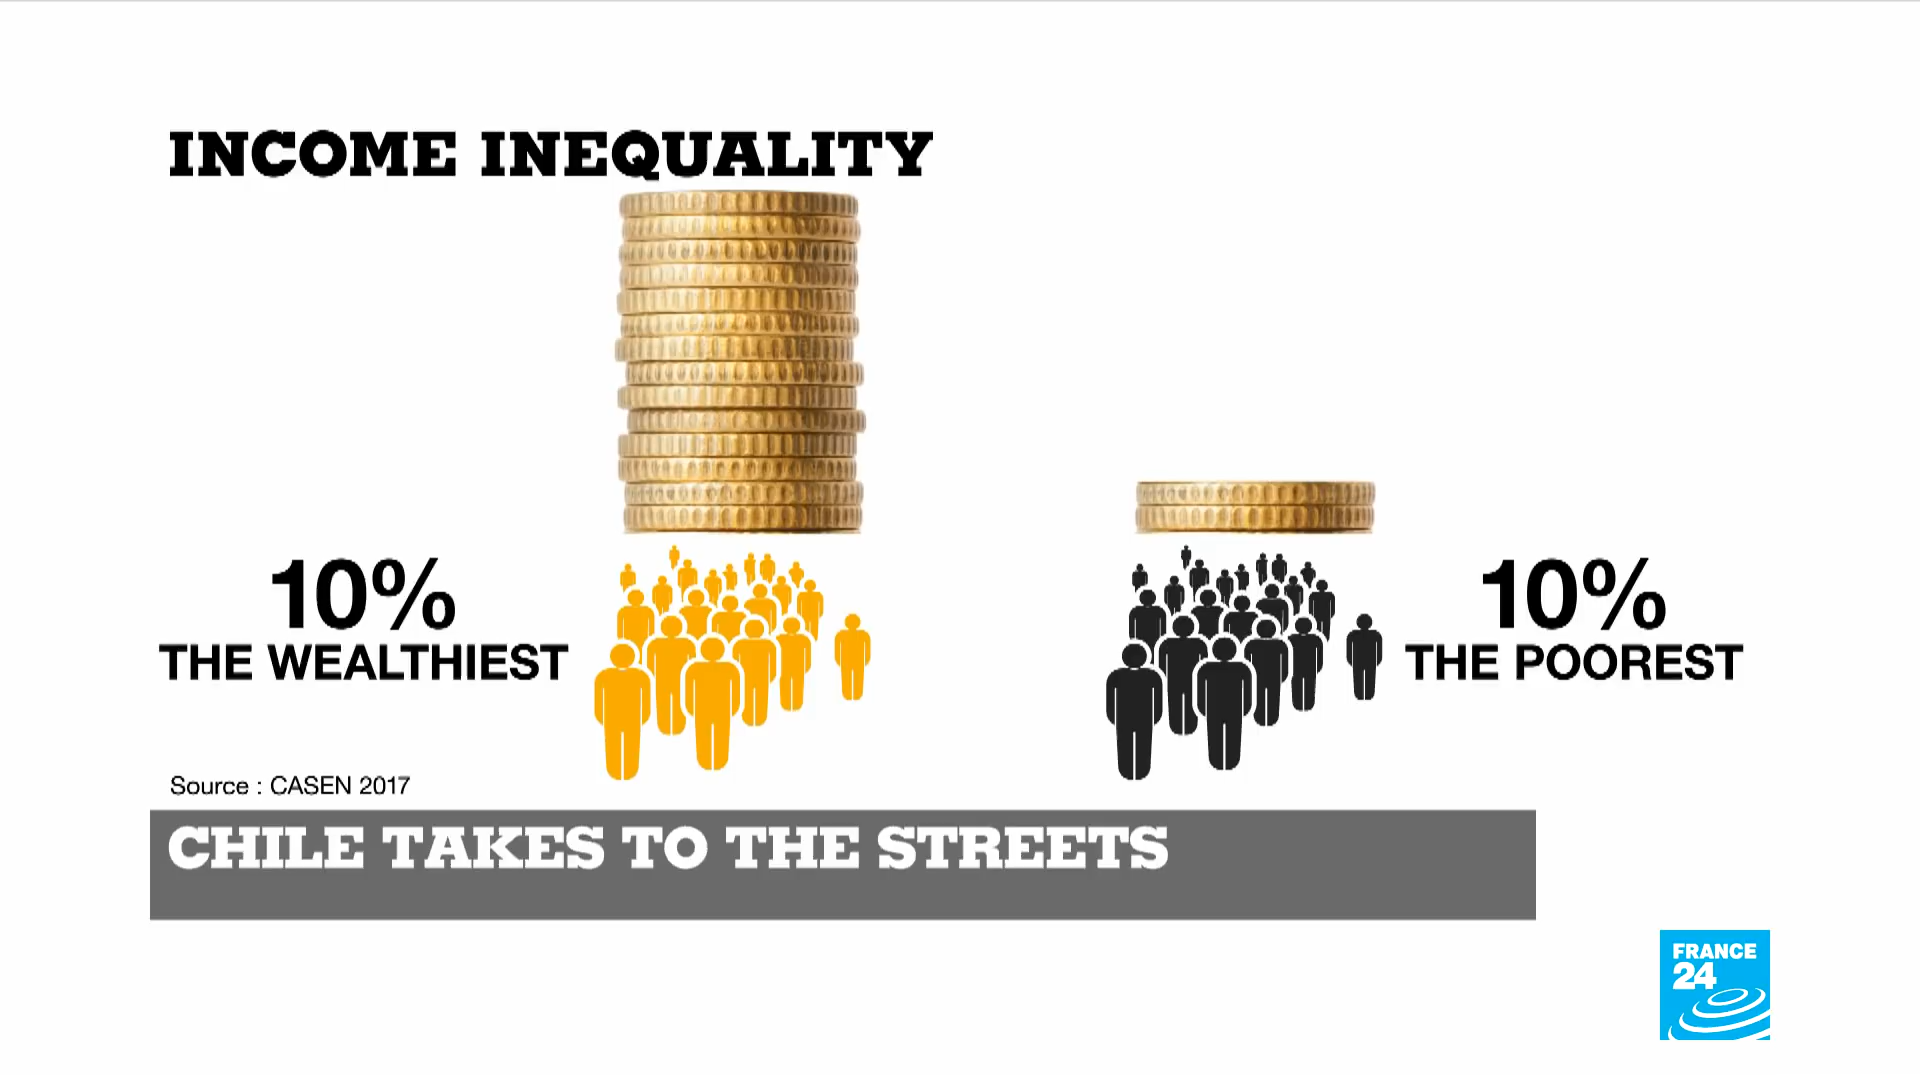 INCOME INEQUALITY
10%
THE WEALTHIEST
10%
THE POOREST
Source : CASEN 2017
CHILE TAKES TO THE STREETS
FRANCE
24